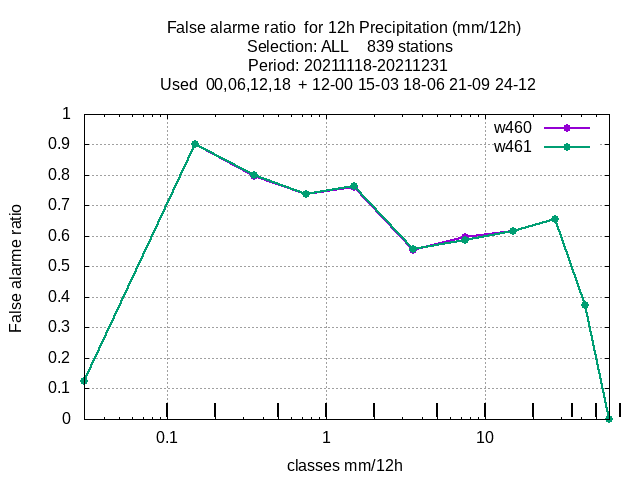 False alarme ratio  for 12h Precipitation (mm/12h)
Selection: ALL    839 stations
Period: 20211118-20211231
Used  00,06,12,18  + 12-00 15-03 18-06 21-09 24-12
w460
w461
1
0.9
0.8
0.7
0.6
0.5
0.4
0.3
0.2
0.1
0
False alarme ratio
0.1 1 10
classes mm/12h